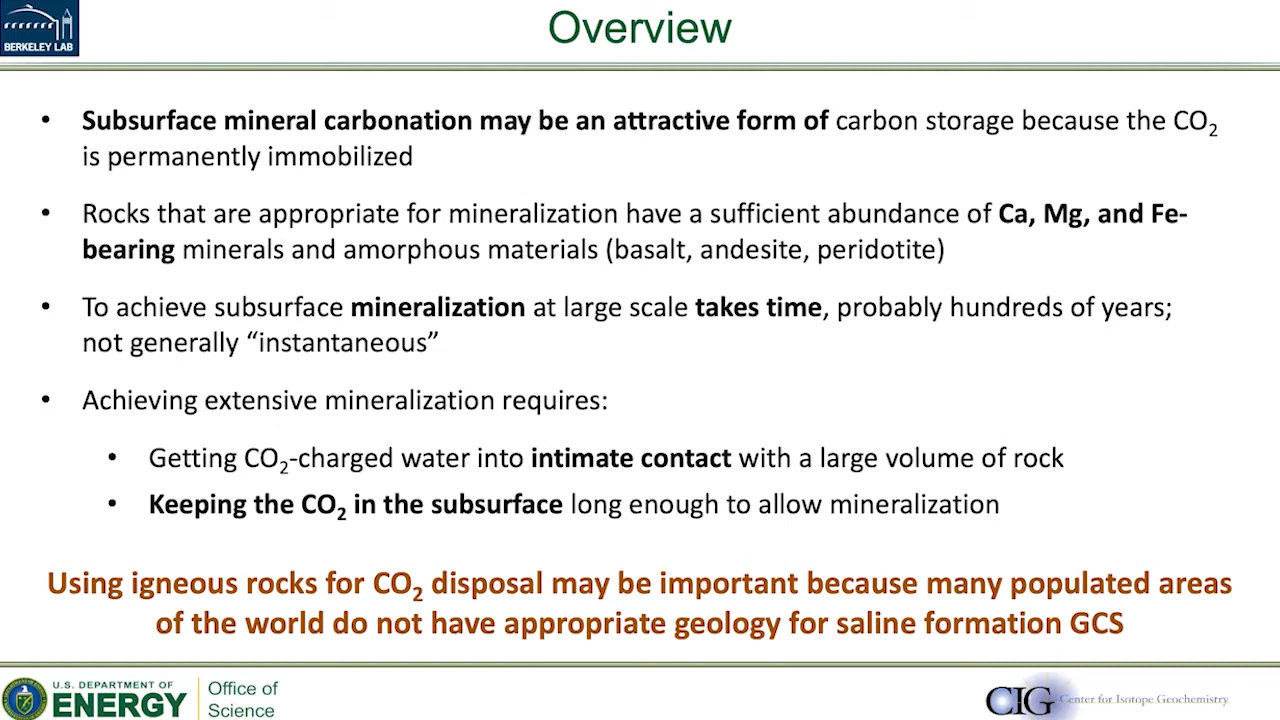 BERKELEY LAB
Overview
• Subsurface mineral carbonation may be an attractive form of carbon storage because the CO₂
is permanently immobilized
• Rocks that are appropriate for mineralization have a sufficient abundance of Ca, Mg, and Fe-
bearing minerals and amorphous materials (basalt, andesite, peridotite)
• To achieve subsurface mineralization at large scale takes time, probably hundreds of years;
not generally “instantaneous”
• Achieving extensive mineralization requires:
• Getting CO₂-charged water into intimate contact with a large volume of rock
• Keeping the CO₂ in the subsurface long enough to allow mineralization
Using igneous rocks for CO₂ disposal may be important because many populated areas
of the world do not have appropriate geology for saline formation GCS
U.S. DEPARTMENT OF
ENERGY
Office of
Science
CIG Center for Isotope Geochemistry